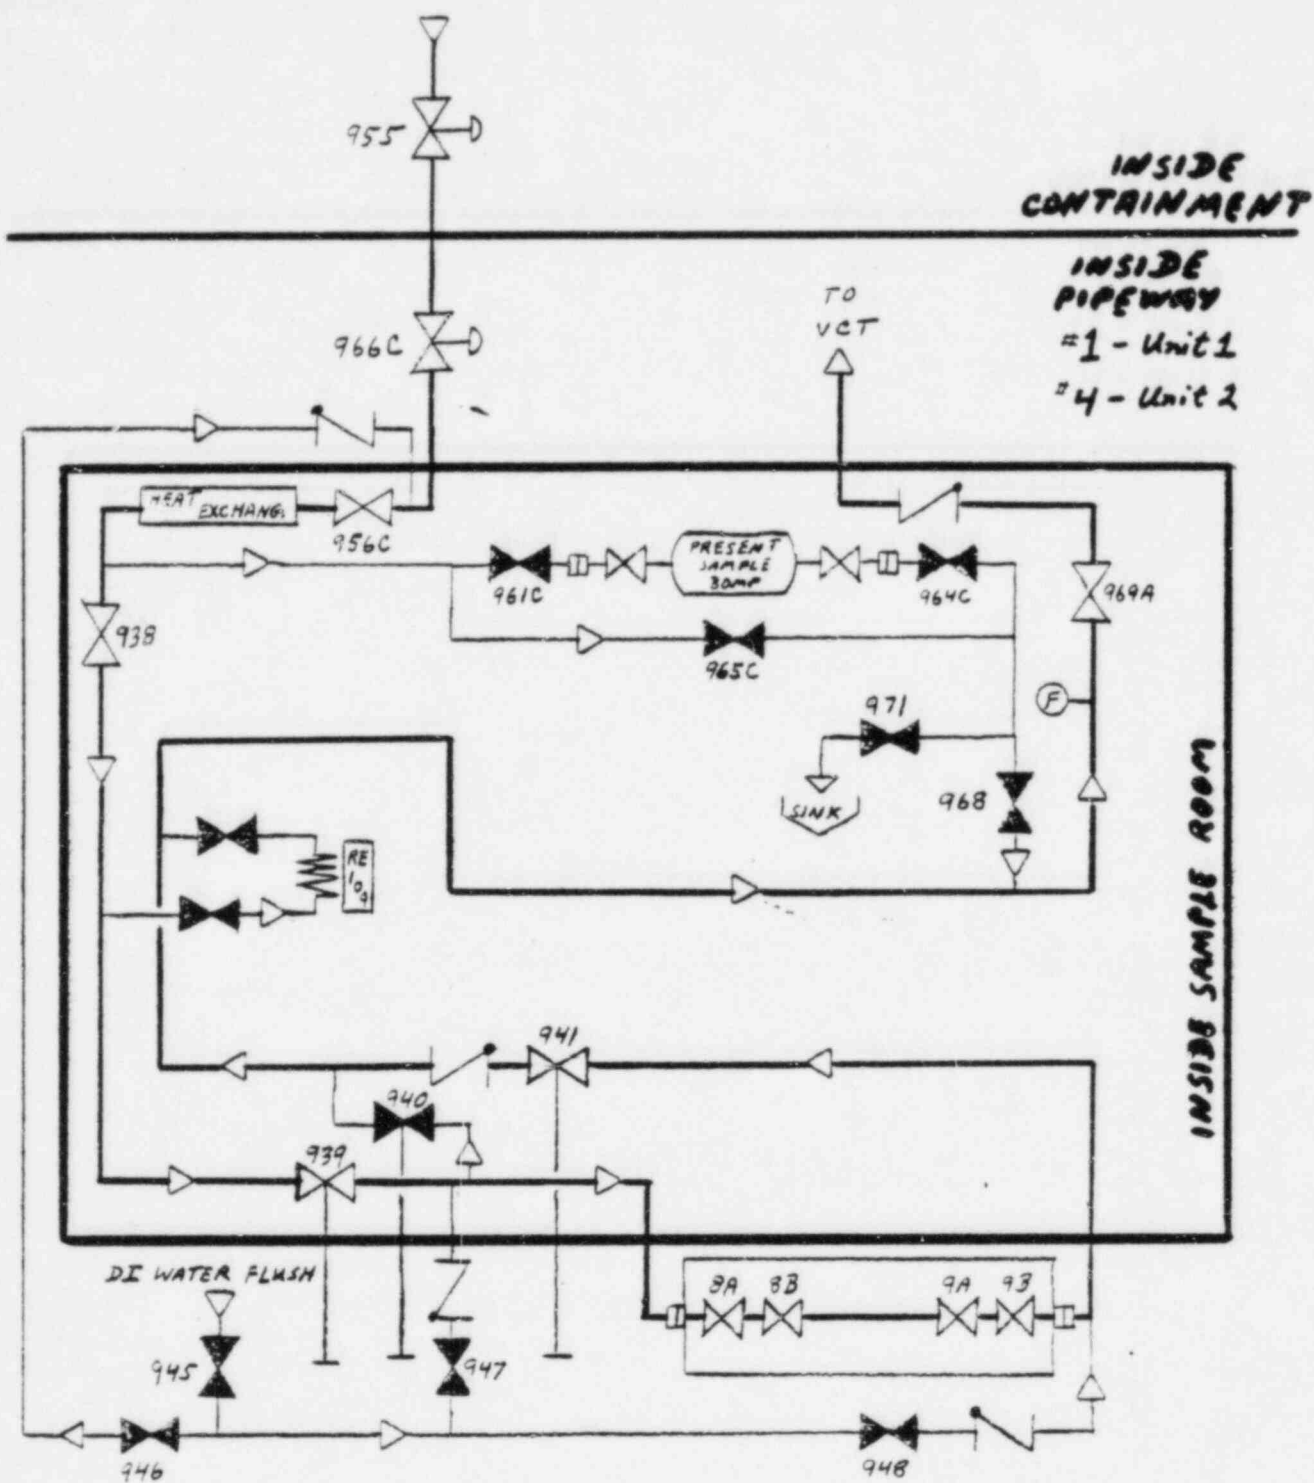 955
INSIDE
CONTAINMENT
INSIDE
PIPEWAY
#1 - Unit 1
#4 - Unit 2
TO
VCT
966C
HEAT EXCHANG.
956C
PRESENT
SAMPLE
BOMP
961C
964C
969A
938
965C
F
971
968
SINK
RE
109
INSIDE SAMPLE ROOM
941
940
939
DI WATER FLUSH
8A 8B 9A 9B
945
947
946
948